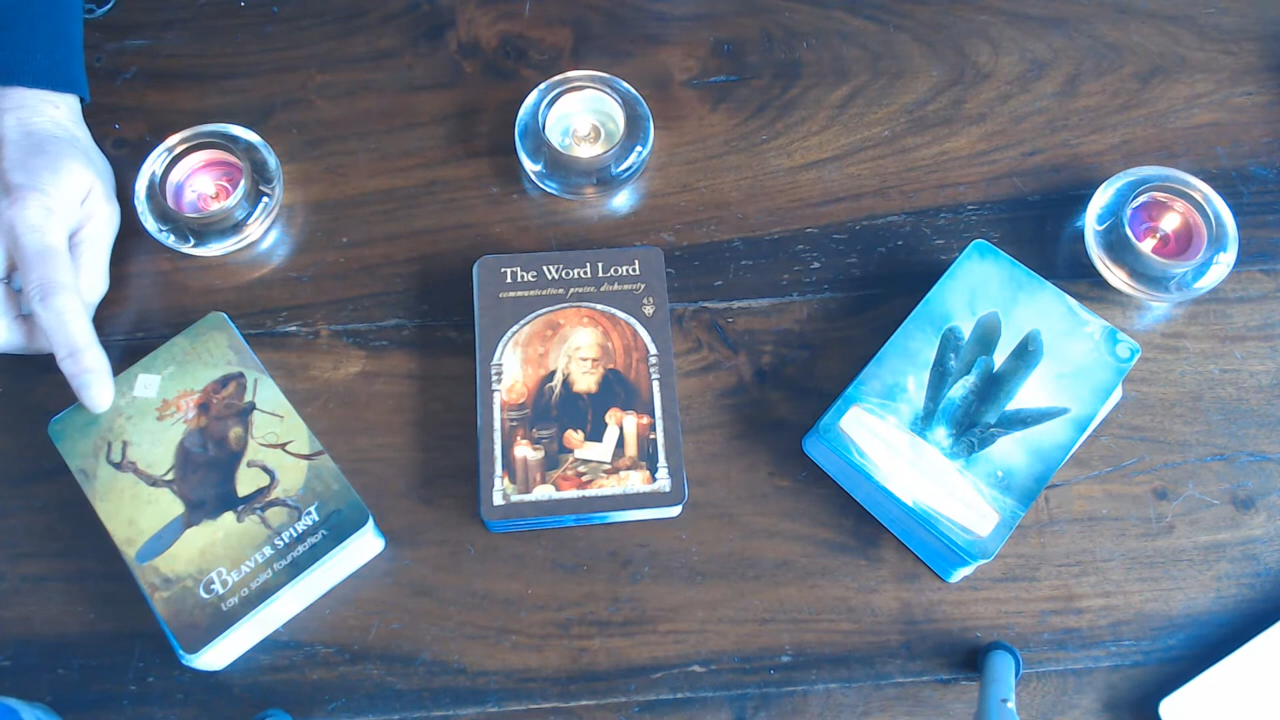 The Word Lord
communication, praise, dishonesty
43
BEAVER SPIRIT
Lay a solid foundation.